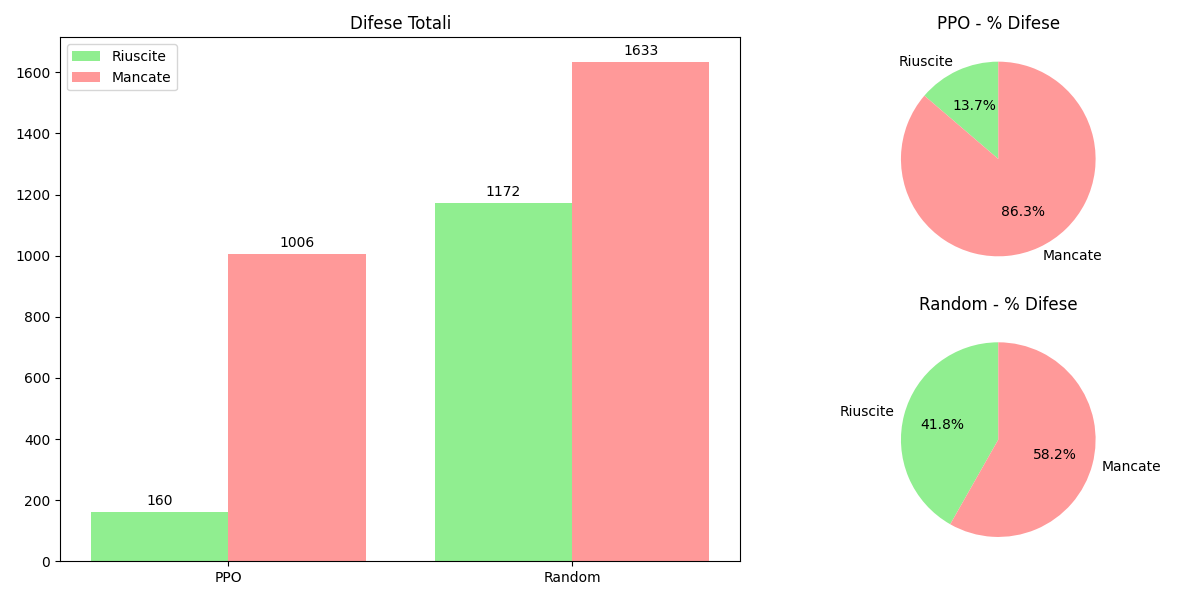 Difese Totali
Riuscite
Mancate
1600
1400
1200
1000
800
600
400
200
0
160
1006
1172
1633
PPO
Random
PPO - % Difese
Riuscite
13.7%
86.3%
Mancate
Random - % Difese
Riuscite
41.8%
58.2%
Mancate